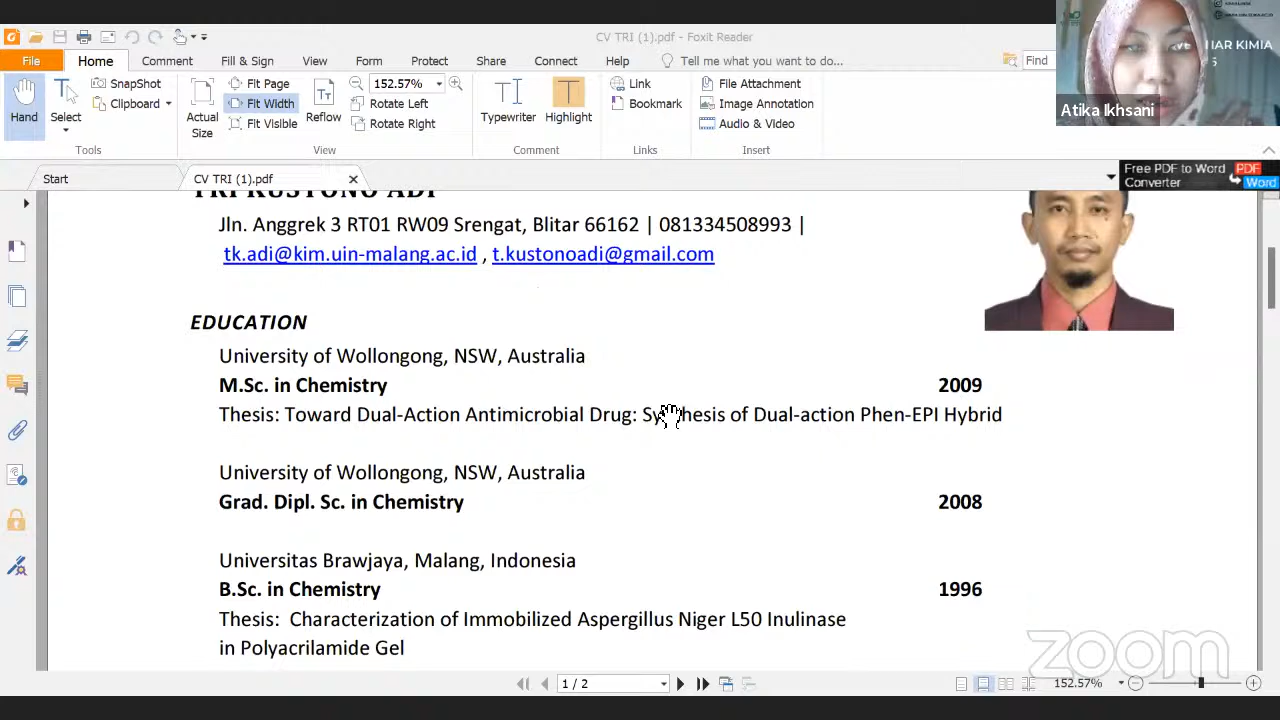 CV TRI (1).pdf - Foxit Reader
File Home Comment Fill & Sign View Form Protect Share Connect Help Tell me what you want to do... Find
Hand
Select
SnapShot
Clipboard
Tools
Actual Size
Fit Page
Fit Width
Fit Visible
Reflow
152.57%
Rotate Left
Rotate Right
View
Typewriter
Highlight
Comment
Link
Bookmark
Links
File Attachment
Image Annotation
Audio & Video
Insert
AR KIMIA
Atika Ikhsani
Start
CV TRI (1).pdf
Free PDF to Word Converter
PDF
Word
TRI KUSTONO ADI
Jln. Anggrek 3 RT01 RW09 Srengat, Blitar 66162 | 081334508993 |
tk.adi@kim.uin-malang.ac.id , t.kustonoadi@gmail.com
EDUCATION
University of Wollongong, NSW, Australia
M.Sc. in Chemistry 2009
Thesis: Toward Dual-Action Antimicrobial Drug: Synthesis of Dual-action Phen-EPI Hybrid
University of Wollongong, NSW, Australia
Grad. Dipl. Sc. in Chemistry 2008
Universitas Brawjaya, Malang, Indonesia
B.Sc. in Chemistry 1996
Thesis: Characterization of Immobilized Aspergillus Niger L50 Inulinase
in Polyacrilamide Gel
zoom
1 / 2
152.57%